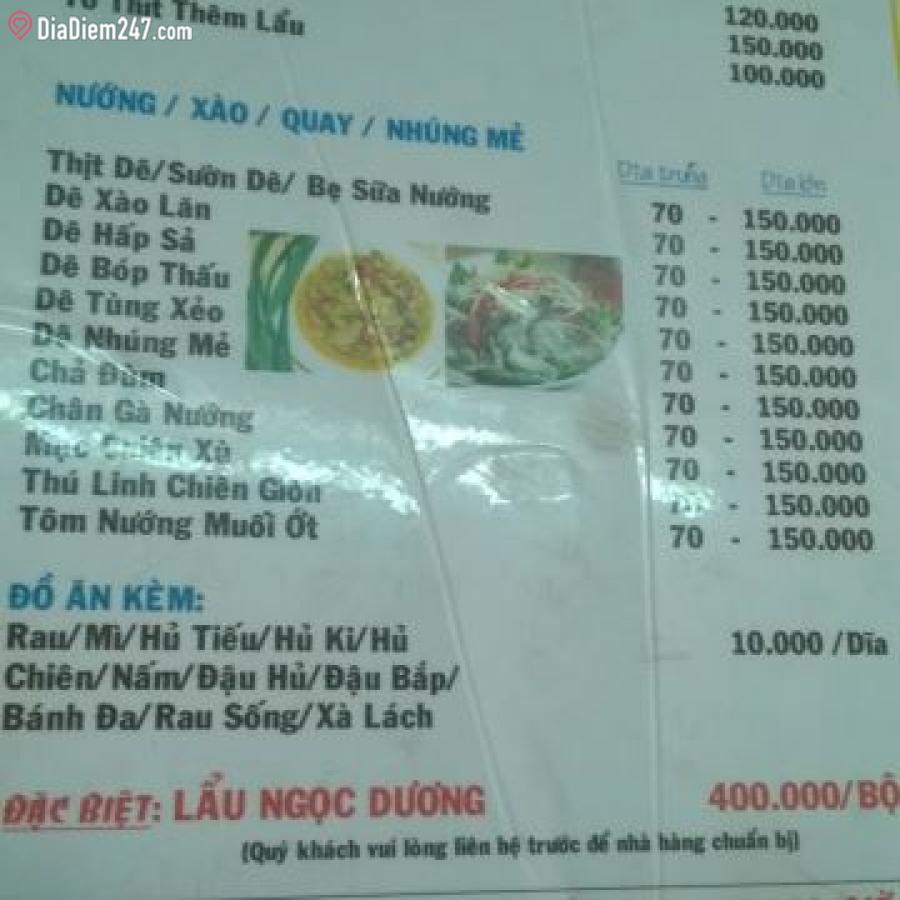 DiaDiem247.com
Thịt Thêm Lẩu
120.000
150.000
100.000
NƯỚNG / XÀO / QUAY / NHÚNG MẺ
Dĩa trung Dĩa lớn
Thịt Dê/Sườn Dê/ Bẹ Sữa Nướng 70 - 150.000
Dê Xào Lăn 70 - 150.000
Dê Hấp Sả 70 - 150.000
Dê Bóp Thấu 70 - 150.000
Dê Tùng Xẻo 70 - 150.000
Dê Nhúng Mẻ 70 - 150.000
Chả Đùm 70 - 150.000
Chân Gà Nướng 70 - 150.000
Mực Chiên Xù 70 - 150.000
Thú Linh Chiên Giòn - 150.000
Tôm Nướng Muối Ớt 70 - 150.000
ĐỒ ĂN KÈM:
Rau/Mì/Hủ Tiếu/Hủ Ki/Hủ 10.000 /Dĩa
Chiên/Nấm/Đậu Hủ/Đậu Bắp/
Bánh Đa/Rau Sống/Xà Lách
ĐẶC BIỆT: LẨU NGỌC DƯƠNG 400.000/BỘ
(Quý khách vui lòng liên hệ trước để nhà hàng chuẩn bị)